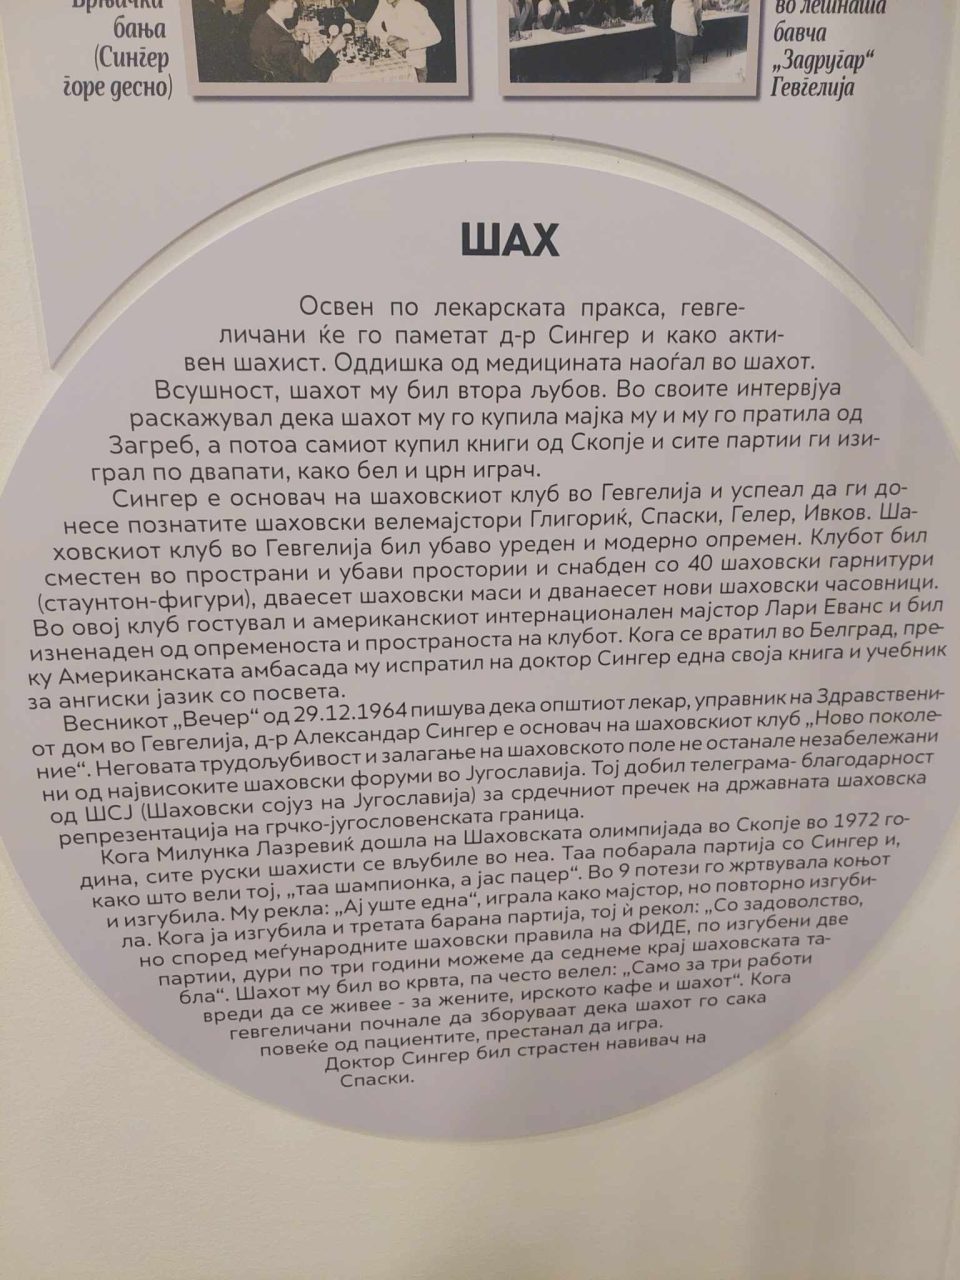 Врњачка
бања
(Сингер
горе десно)
во лешнаша
бавча
„Задругар“
Гевгелија
ШАХ
Освен по лекарската пракса, гевге-
личани ќе го паметат д-р Сингер и како акти-
вен шахист. Оддишка од медицината наоѓал во шахот.
Всушност, шахот му бил втора љубов. Во своите интервјуа
раскажувал дека шахот му го купила мајка му и му го пратила од
Загреб, а потоа самиот купил книги од Скопје и сите партии ги изи-
грал по двапати, како бел и црн играч.
Сингер е основач на шаховскиот клуб во Гевгелија и успеал да ги до-
несе познатите шаховски велемајстори Глигориќ, Спаски, Гелер, Ивков. Ша-
ховскиот клуб во Гевгелија бил убаво уреден и модерно опремен. Клубот бил
сместен во пространи и убави простории и снабден со 40 шаховски гарнитури
(стаунтон-фигури), дваесет шаховски маси и дванаесет нови шаховски часовници.
Во овој клуб гостувал и американскиот интернационален мајстор Лари Еванс и бил
изненаден од опременоста и пространоста на клубот. Кога се вратил во Белград, пре-
ку Американската амбасада му испратил на доктор Сингер една своја книга и учебник
за ангиски јазик со посвета.
Весникот „Вечер“ од 29.12.1964 пишува дека општиот лекар, управник на Здравствени-
от дом во Гевгелија, д-р Александар Сингер е основач на шаховскиот клуб „Ново поколе-
ние“. Неговата трудољубивост и залагање на шаховското поле не останале незабележани
ни од највисоките шаховски форуми во Југославија. Тој добил телеграма- благодарност
од ШСЈ (Шаховски сојуз на Југославија) за срдечниот пречек на државната шаховска
репрезентација на грчко-југословенската граница.
Кога Милунка Лазревиќ дошла на Шаховската олимпијада во Скопје во 1972 го-
дина, сите руски шахисти се вљубиле во неа. Таа побарала партија со Сингер и,
како што вели тој, „таа шампионка, а јас пацер“. Во 9 потези го жртвувала коњот
и изгубила. Му рекла: „Ај уште една“, играла како мајстор, но повторно изгуби-
ла. Кога ја изгубила и третата барана партија, тој ѝ рекол: „Со задоволство,
но според меѓународните шаховски правила на ФИДЕ, по изгубени две
партии, дури по три години можеме да седнеме крај шаховската та-
бла“. Шахот му бил во крвта, па често велел: „Само за три работи
вреди да се живее - за жените, ирското кафе и шахот“. Кога
гевгеличани почнале да зборуваат дека шахот го сака
повеќе од пациентите, престанал да игра.
Доктор Сингер бил страстен навивач на
Спаски.